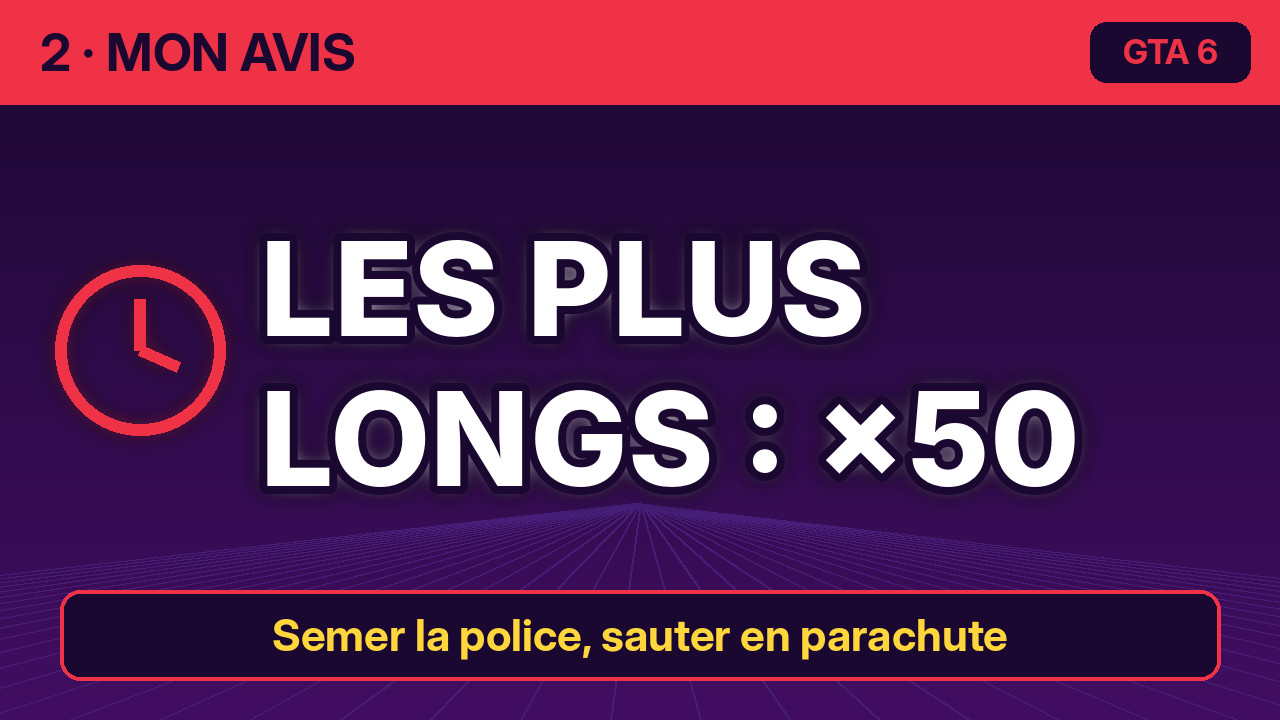 2 · MON AVIS
GTA 6
LES PLUS
LONGS : ×50
Semer la police, sauter en parachute